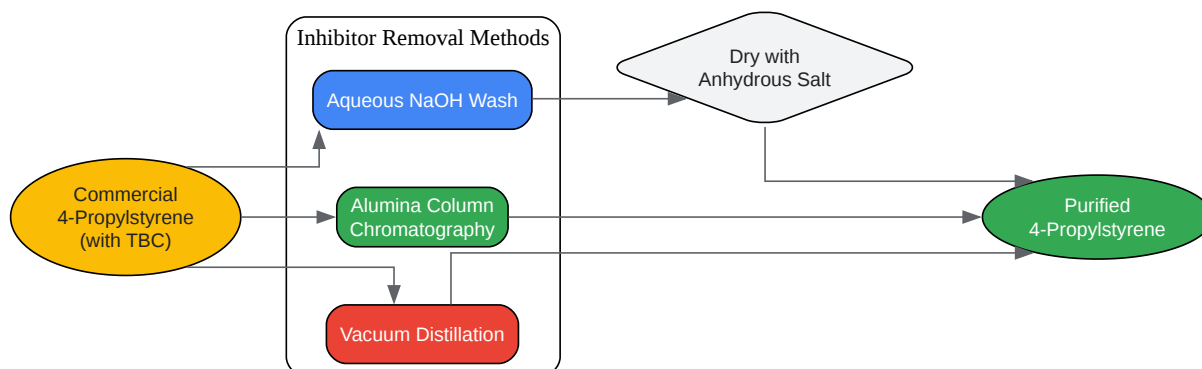 Inhibitor Removal Methods
Dry with
Anhydrous Salt
Aqueous NaOH Wash
Commercial
4-Propylstyrene
(with TBC)
Alumina Column
Chromatography
Purified
4-Propylstyrene
Vacuum Distillation